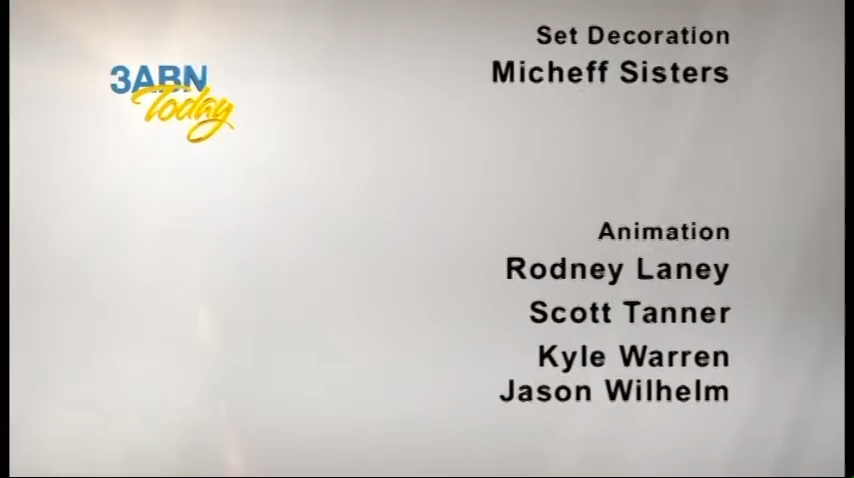 3ABN
Today
Set Decoration
Micheff Sisters
Animation
Rodney Laney
Scott Tanner
Kyle Warren
Jason Wilhelm